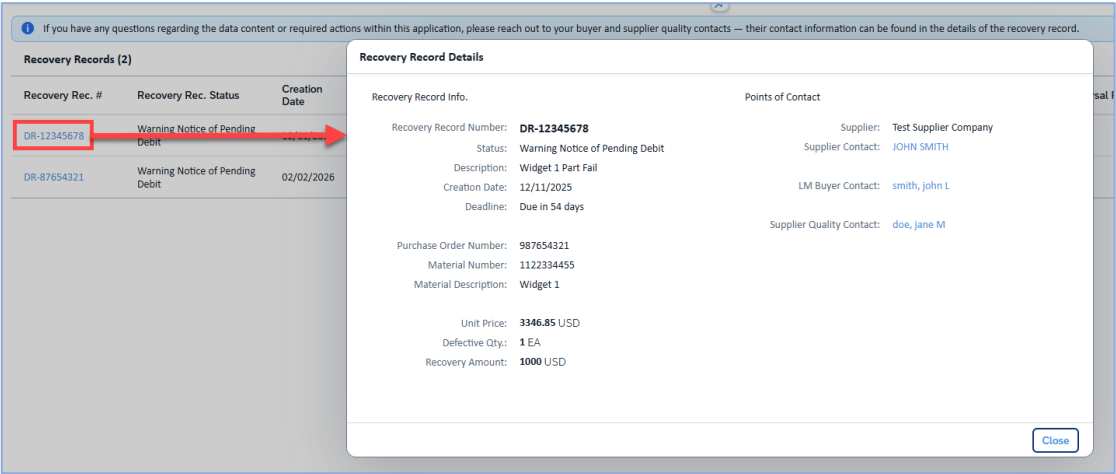 If you have any questions regarding the data content or required actions within this application, please reach out to your buyer and supplier quality contacts — their contact information can be found in the details of the recovery record.
Recovery Records (2)
Recovery Rec. # Recovery Rec. Status Creation Date
DR-12345678 Warning Notice of Pending Debit
DR-87654321 Warning Notice of Pending Debit 02/02/2026
Recovery Record Details
Recovery Record Info.
Recovery Record Number: DR-12345678
Status: Warning Notice of Pending Debit
Description: Widget 1 Part Fail
Creation Date: 12/11/2025
Deadline: Due in 54 days
Purchase Order Number: 987654321
Material Number: 1122334455
Material Description: Widget 1
Unit Price: 3346.85 USD
Defective Qty.: 1 EA
Recovery Amount: 1000 USD
Points of Contact
Supplier: Test Supplier Company
Supplier Contact: JOHN SMITH
LM Buyer Contact: smith, john L
Supplier Quality Contact: doe, jane M
Close